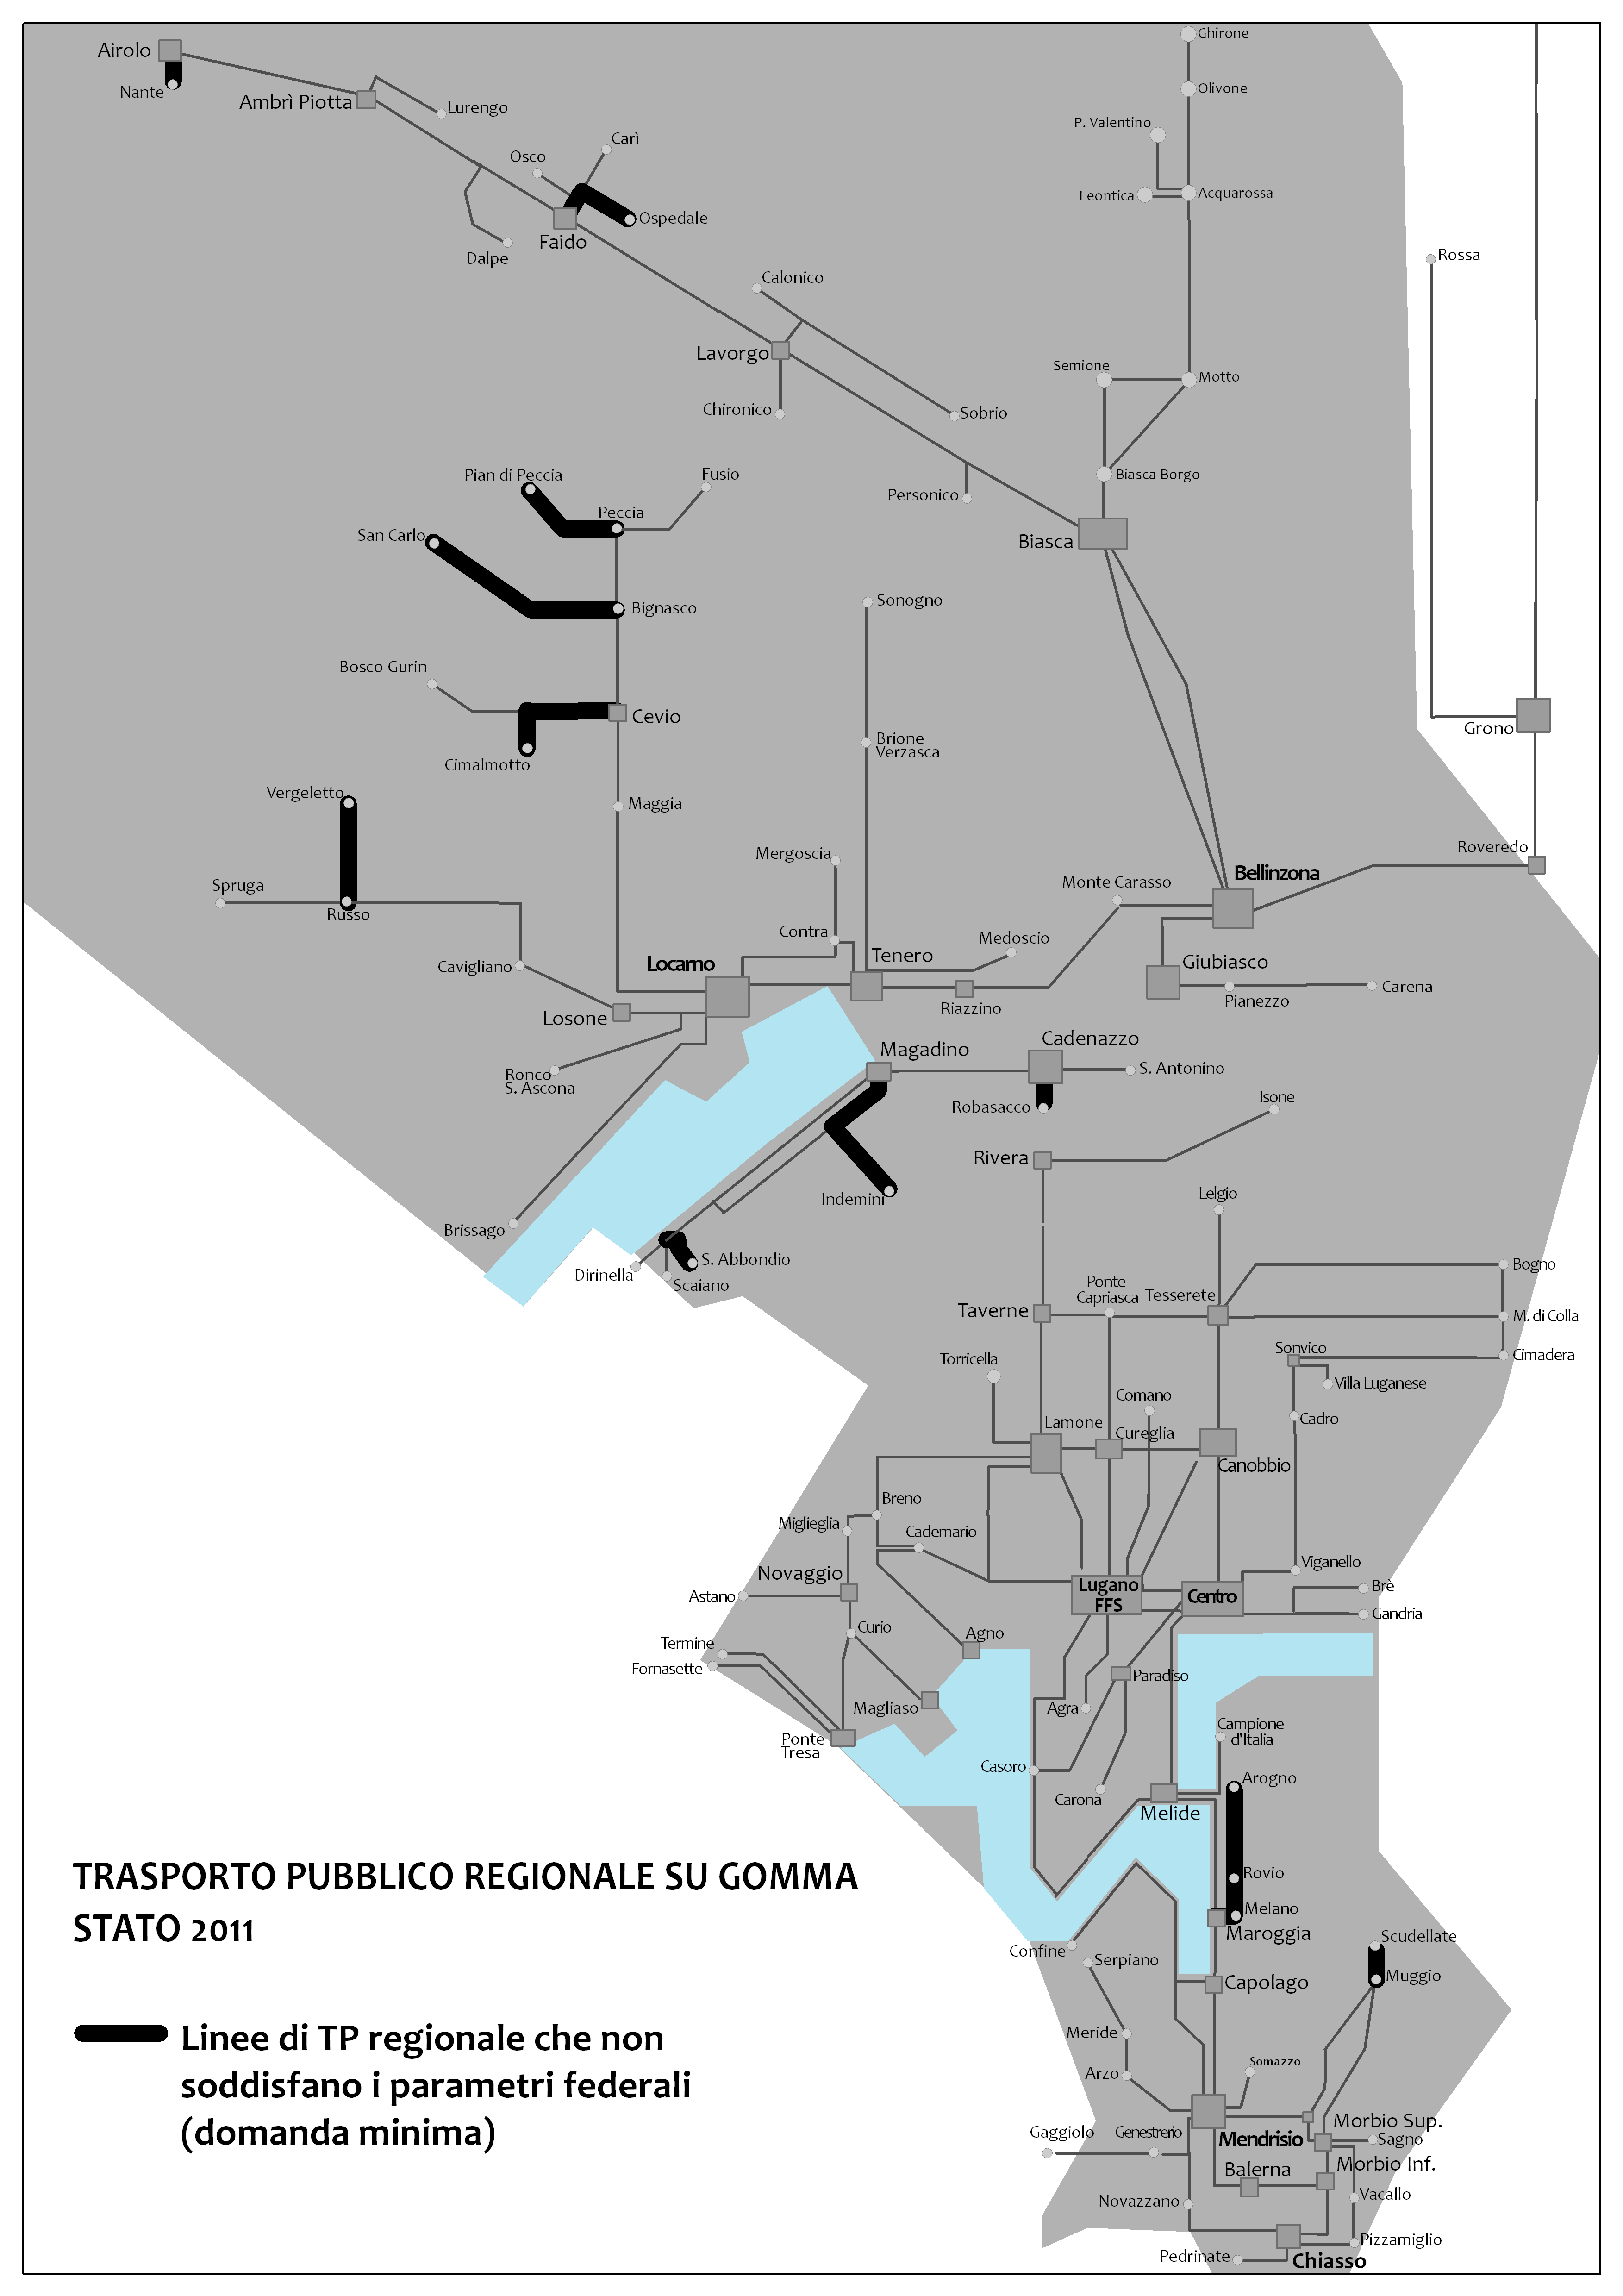 Ghirone
Airolo
Nante
Ambrì Piotta
Lurengo
Olivone
P. Valentino
Carì
Osco
Leontica
Acquarossa
Ospedale
Faido
Dalpe
Rossa
Calonico
Lavorgo
Semione
Motto
Chironico
Sobrio
Pian di Peccia
Fusio
Biasca Borgo
Personico
Peccia
San Carlo
Biasca
Sonogno
Bignasco
Bosco Gurin
Cevio
Grono
Brione
Verzasca
Cimalmotto
Vergeletto
Maggia
Roveredo
Mergoscia
Bellinzona
Monte Carasso
Spruga
Russo
Contra
Medoscio
Tenero
Cavigliano
Locarno
Giubiasco
Carena
Pianezzo
Riazzino
Losone
Cadenazzo
Magadino
S. Antonino
Ronco
S. Ascona
Robasacco
Isone
Rivera
Lelgio
Indemini
Brissago
S. Abbondio
Dirinella
Scaiano
Bogno
Ponte
Capriasca
Tesserete
Taverne
M. di Colla
Sonvico
Cimadera
Torricella
Villa Luganese
Comano
Cadro
Lamone
Cureglia
Canobbio
Breno
Miglieglia
Cademario
Viganello
Novaggio
Lugano
FFS
Centro
Brè
Astano
Gandria
Curio
Agno
Termine
Fornasette
Paradiso
Magliaso
Agra
Campione
d'Italia
Ponte
Tresa
Casoro
Arogno
Carona
Melide
TRASPORTO PUBBLICO REGIONALE SU GOMMA
STATO 2011
Rovio
Melano
Maroggia
Scudellate
Confine
Serpiano
Muggio
Capolago
Linee di TP regionale che non
soddisfano i parametri federali
(domanda minima)
Meride
Somazzo
Arzo
Morbio Sup.
Gaggiolo
Genestrerio
Mendrisio
Sagno
Morbio Inf.
Balerna
Vacallo
Novazzano
Pizzamiglio
Pedrinate
Chiasso